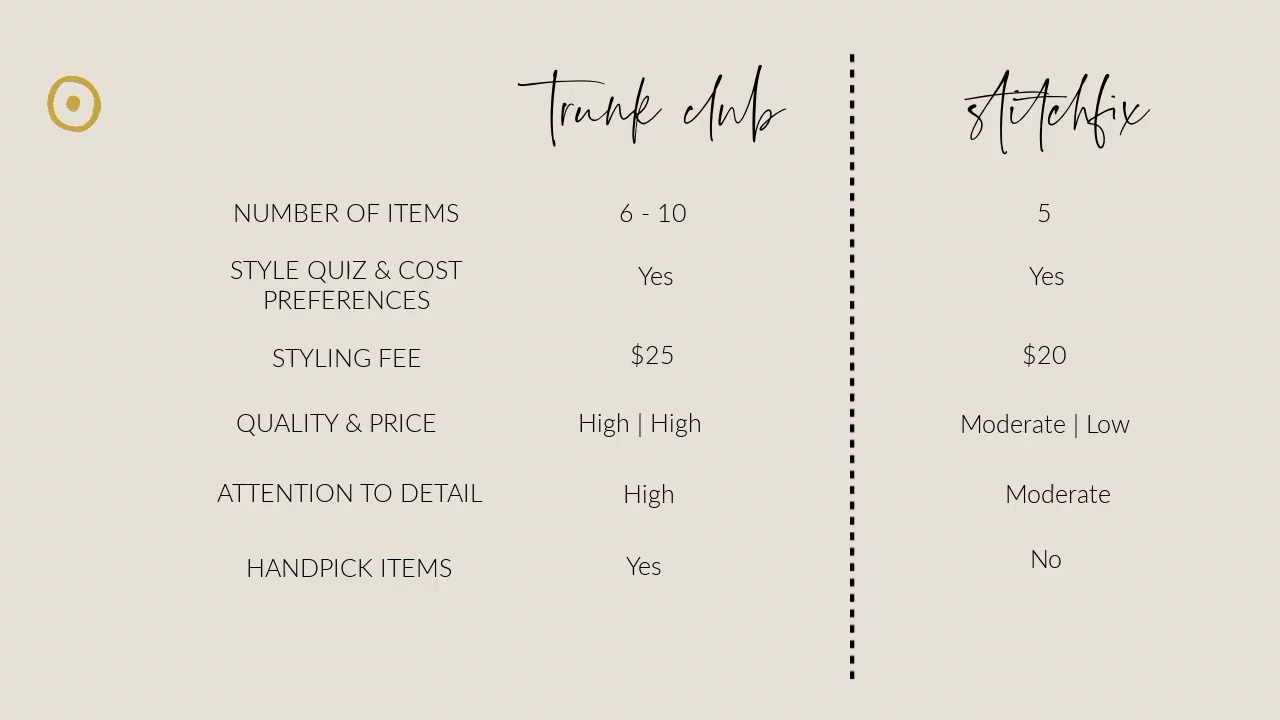 trunk club stitchfix
NUMBER OF ITEMS 6 - 10 5
STYLE QUIZ & COST
PREFERENCES Yes Yes
STYLING FEE $25 $20
QUALITY & PRICE High | High Moderate | Low
ATTENTION TO DETAIL High Moderate
HANDPICK ITEMS Yes No